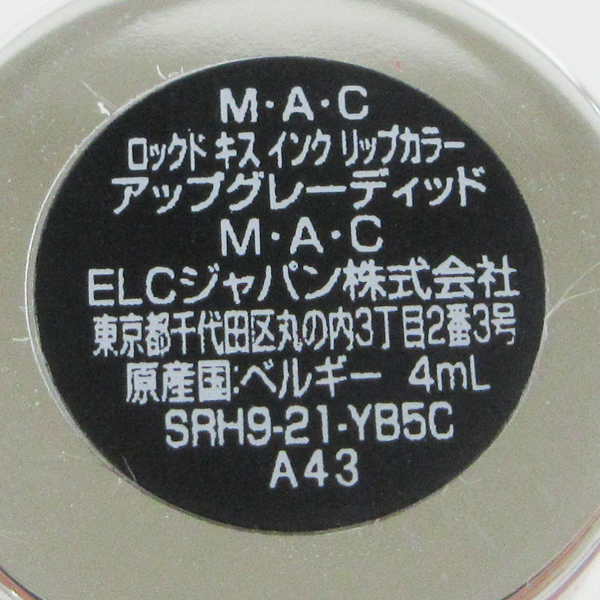 M・A・C
ロックド キス インク リップカラー
アップグレーディッド
M・A・C
ELCジャパン株式会社
東京都千代田区丸の内3丁目2番3号
原産国:ベルギー 4mL
SRH9-21-YB5C
A43